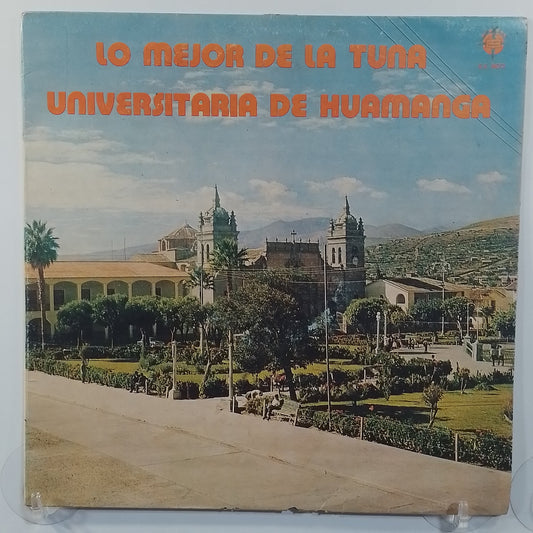 LO MEJOR DE LA TUNA
UNIVERSITARIA DE HUAMANGA